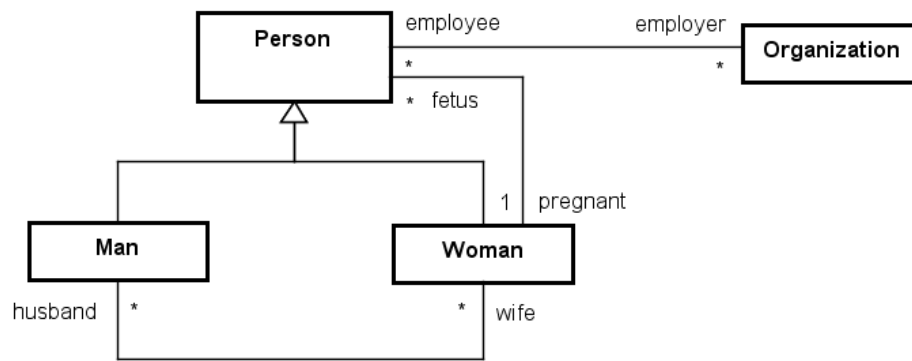 Person
employee
employer
Organization
*
*
* fetus
1
pregnant
Man
Woman
husband
*
*
wife